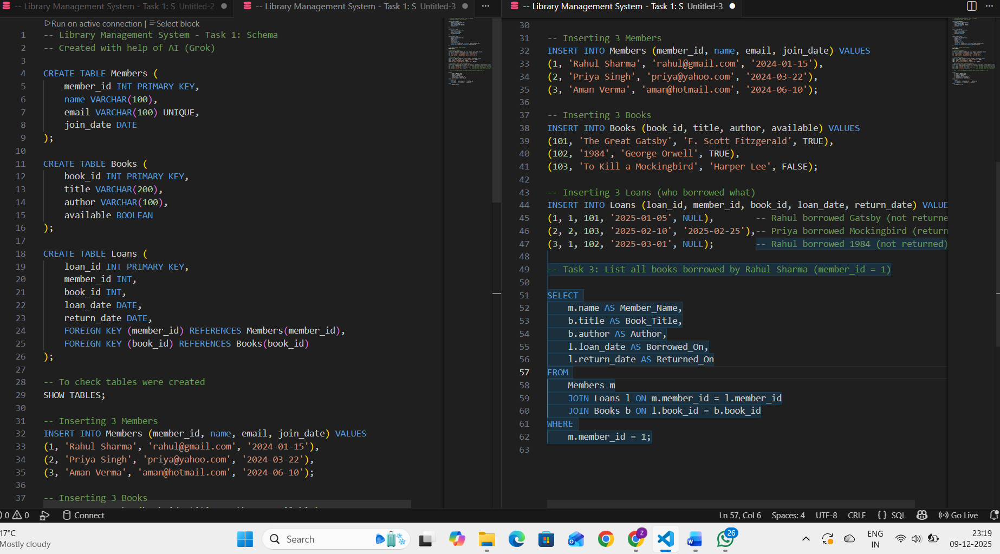 -- Library Management System - Task 1: S Untitled-2
-- Library Management System - Task 1: S Untitled-3
-- Library Management System - Task 1: S Untitled-3
Run on active connection | Select block
1 -- Library Management System - Task 1: Schema
2 -- Created with help of AI (Grok)
3
4 CREATE TABLE Members (
5 member_id INT PRIMARY KEY,
6 name VARCHAR(100),
7 email VARCHAR(100) UNIQUE,
8 join_date DATE
9 );
10
11 CREATE TABLE Books (
12 book_id INT PRIMARY KEY,
13 title VARCHAR(200),
14 author VARCHAR(100),
15 available BOOLEAN
16 );
17
18 CREATE TABLE Loans (
19 loan_id INT PRIMARY KEY,
20 member_id INT,
21 book_id INT,
22 loan_date DATE,
23 return_date DATE,
24 FOREIGN KEY (member_id) REFERENCES Members(member_id),
25 FOREIGN KEY (book_id) REFERENCES Books(book_id)
26 );
27
28 -- To check tables were created
29 SHOW TABLES;
30
31 -- Inserting 3 Members
32 INSERT INTO Members (member_id, name, email, join_date) VALUES
33 (1, 'Rahul Sharma', 'rahul@gmail.com', '2024-01-15'),
34 (2, 'Priya Singh', 'priya@yahoo.com', '2024-03-22'),
35 (3, 'Aman Verma', 'aman@hotmail.com', '2024-06-10');
36
37 -- Inserting 3 Books
30
31 -- Inserting 3 Members
32 INSERT INTO Members (member_id, name, email, join_date) VALUES
33 (1, 'Rahul Sharma', 'rahul@gmail.com', '2024-01-15'),
34 (2, 'Priya Singh', 'priya@yahoo.com', '2024-03-22'),
35 (3, 'Aman Verma', 'aman@hotmail.com', '2024-06-10');
36
37 -- Inserting 3 Books
38 INSERT INTO Books (book_id, title, author, available) VALUES
39 (101, 'The Great Gatsby', 'F. Scott Fitzgerald', TRUE),
40 (102, '1984', 'George Orwell', TRUE),
41 (103, 'To Kill a Mockingbird', 'Harper Lee', FALSE);
42
43 -- Inserting 3 Loans (who borrowed what)
44 INSERT INTO Loans (loan_id, member_id, book_id, loan_date, return_date) VALUE
45 (1, 1, 101, '2025-01-05', NULL), -- Rahul borrowed Gatsby (not returne
46 (2, 2, 103, '2025-02-10', '2025-02-25'),-- Priya borrowed Mockingbird (return
47 (3, 1, 102, '2025-03-01', NULL); -- Rahul borrowed 1984 (not returned)
48
49 -- Task 3: List all books borrowed by Rahul Sharma (member_id = 1)
50
51 SELECT
52 m.name AS Member_Name,
53 b.title AS Book_Title,
54 b.author AS Author,
55 l.loan_date AS Borrowed_On,
56 l.return_date AS Returned_On
57 FROM
58 Members m
59 JOIN Loans l ON m.member_id = l.member_id
60 JOIN Books b ON l.book_id = b.book_id
61 WHERE
62 m.member_id = 1;
63
0 0 Connect
Ln 57, Col 6 Spaces: 4 UTF-8 CRLF { } SQL Go Live
17°C
Mostly cloudy
Search
Z
26
ENG
IN
23:19
09-12-2025